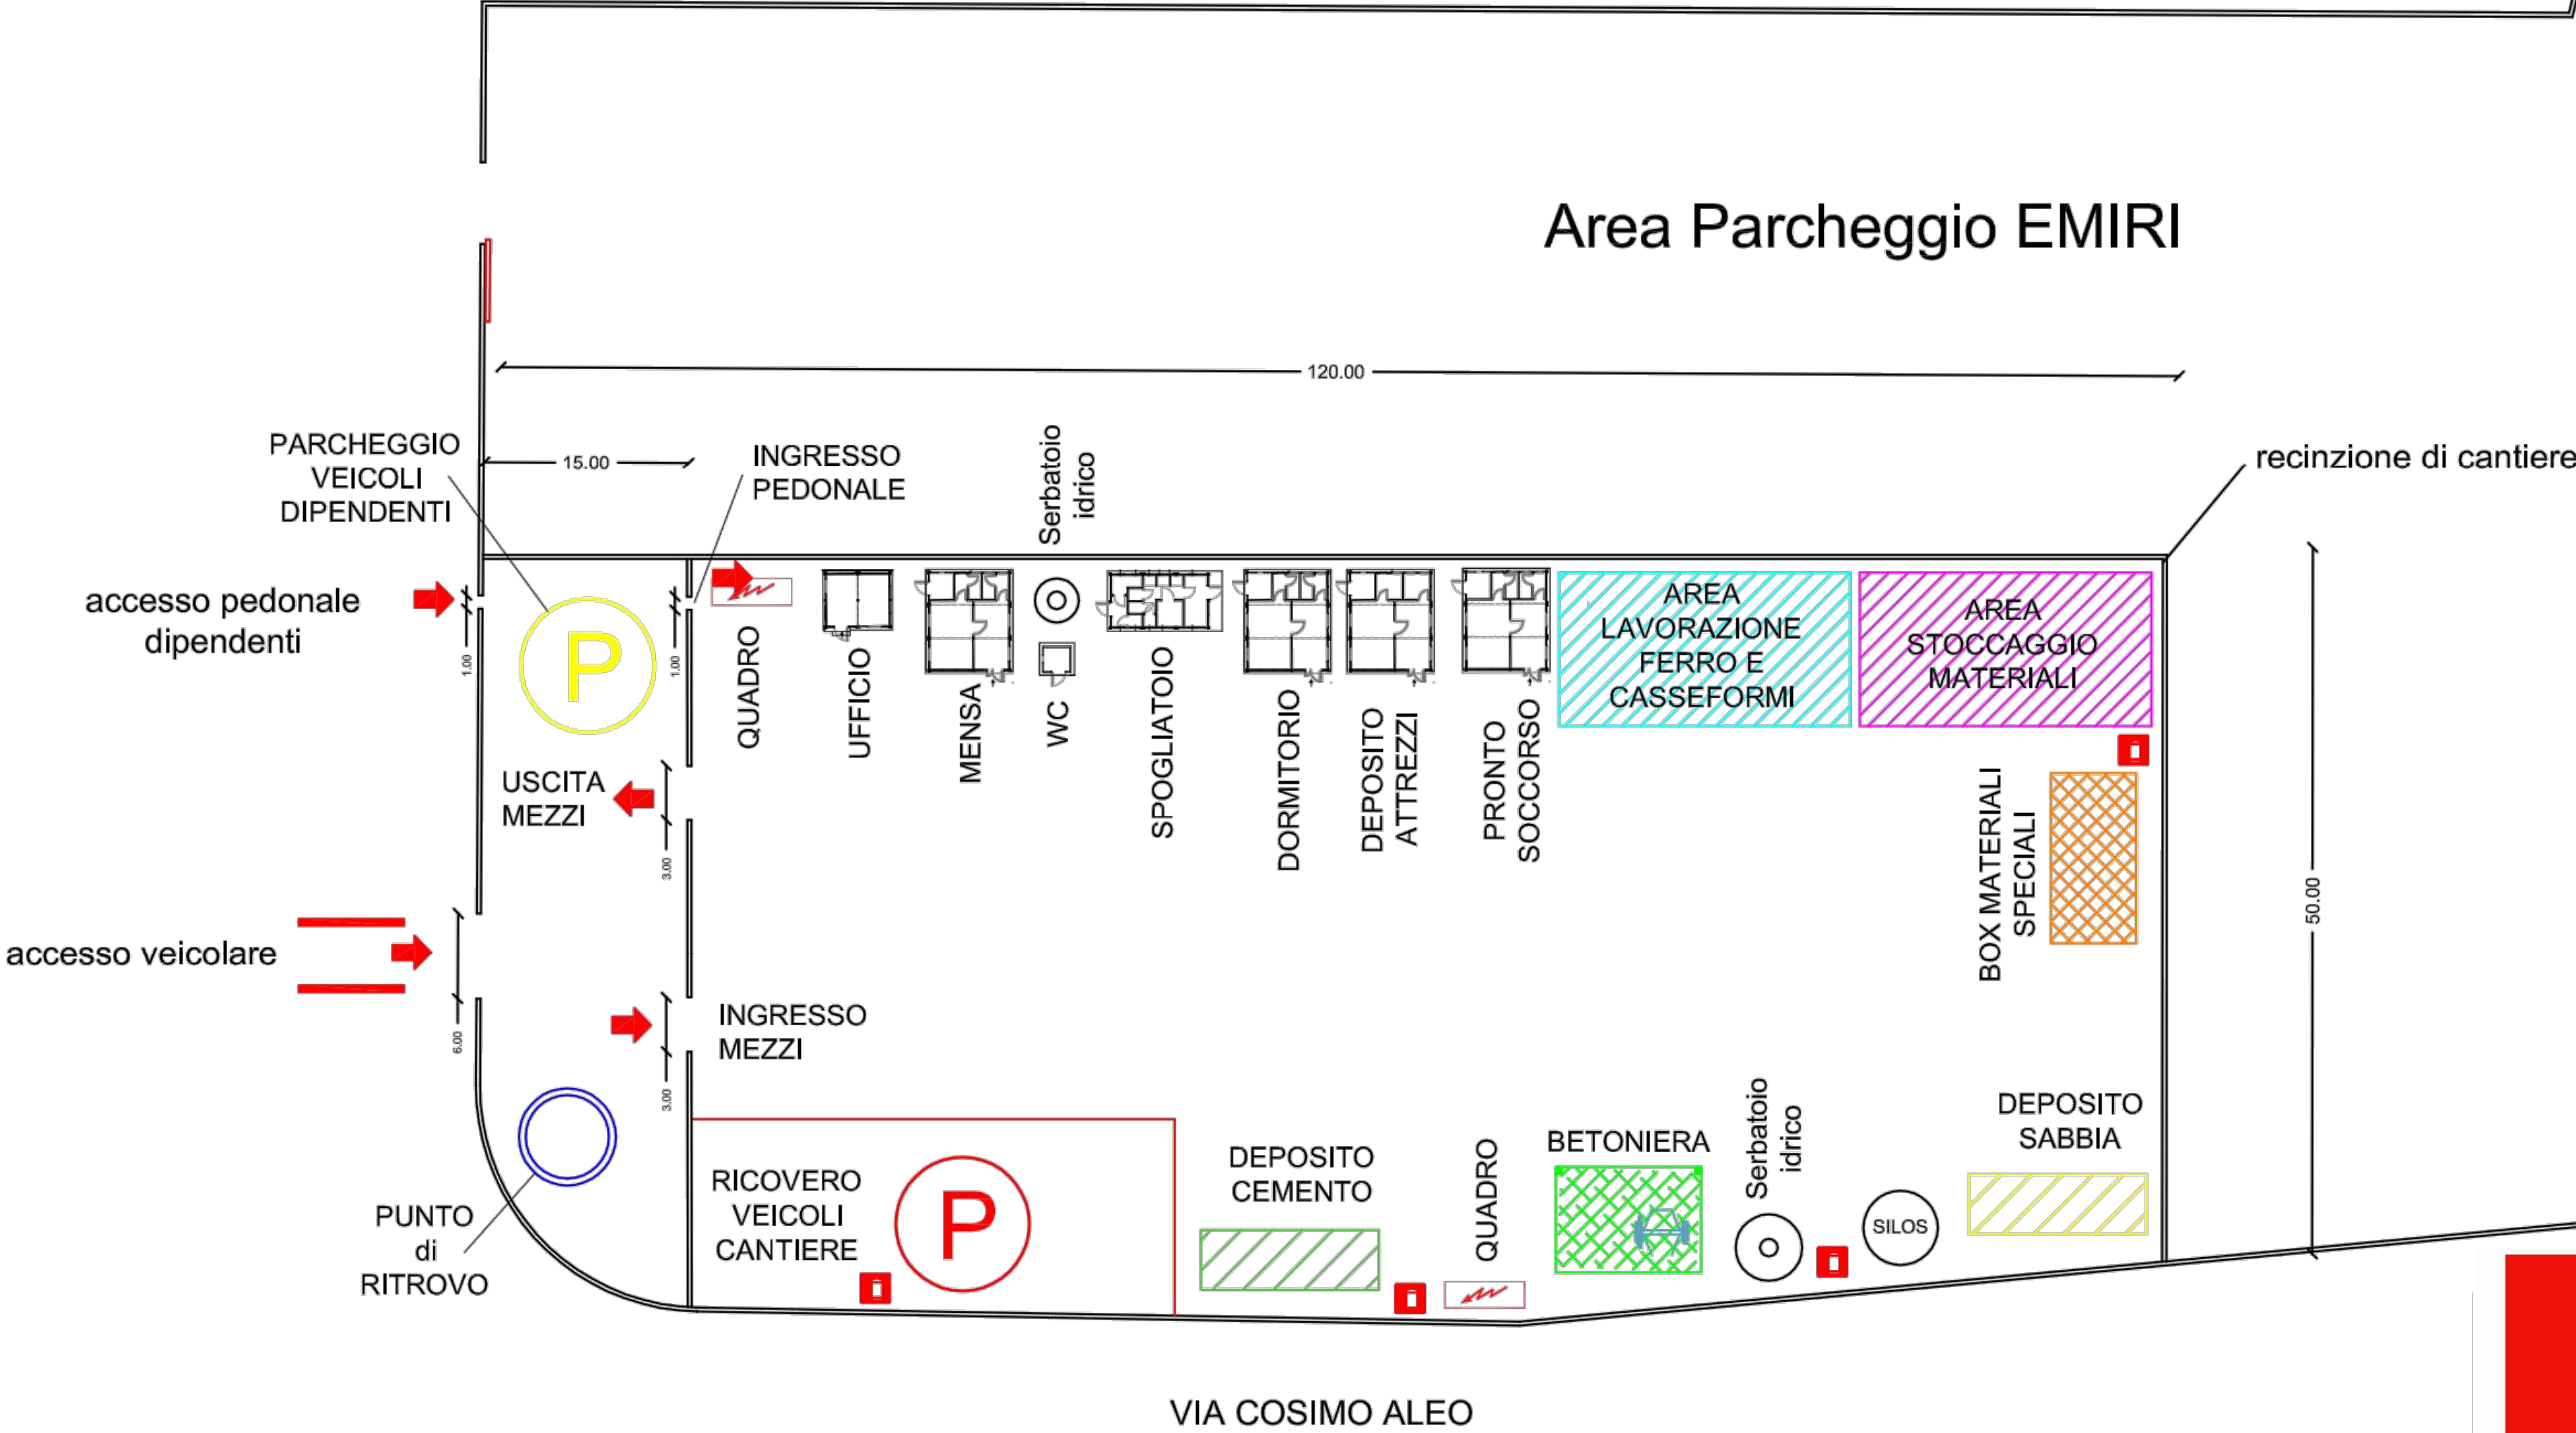 Area Parcheggio EMIRI
120.00
PARCHEGGIO
VEICOLI
DIPENDENTI
15.00
INGRESSO
PEDONALE
Serbatoio
idrico
recinzione di cantiere
accesso pedonale
dipendenti
1.00
P
1.00
QUADRO
UFFICIO
MENSA
WC
SPOGLIATOIO
DORMITORIO
DEPOSITO
ATTREZZI
PRONTO
SOCCORSO
AREA
LAVORAZIONE
FERRO E
CASSEFORMI
AREA
STOCCAGGIO
MATERIALI
USCITA
MEZZI
3.00
BOX MATERIALI
SPECIALI
50.00
accesso veicolare
6.00
INGRESSO
MEZZI
3.00
PUNTO
di
RITROVO
RICOVERO
VEICOLI
CANTIERE
P
DEPOSITO
CEMENTO
QUADRO
BETONIERA
Serbatoio
idrico
SILOS
DEPOSITO
SABBIA
VIA COSIMO ALEO